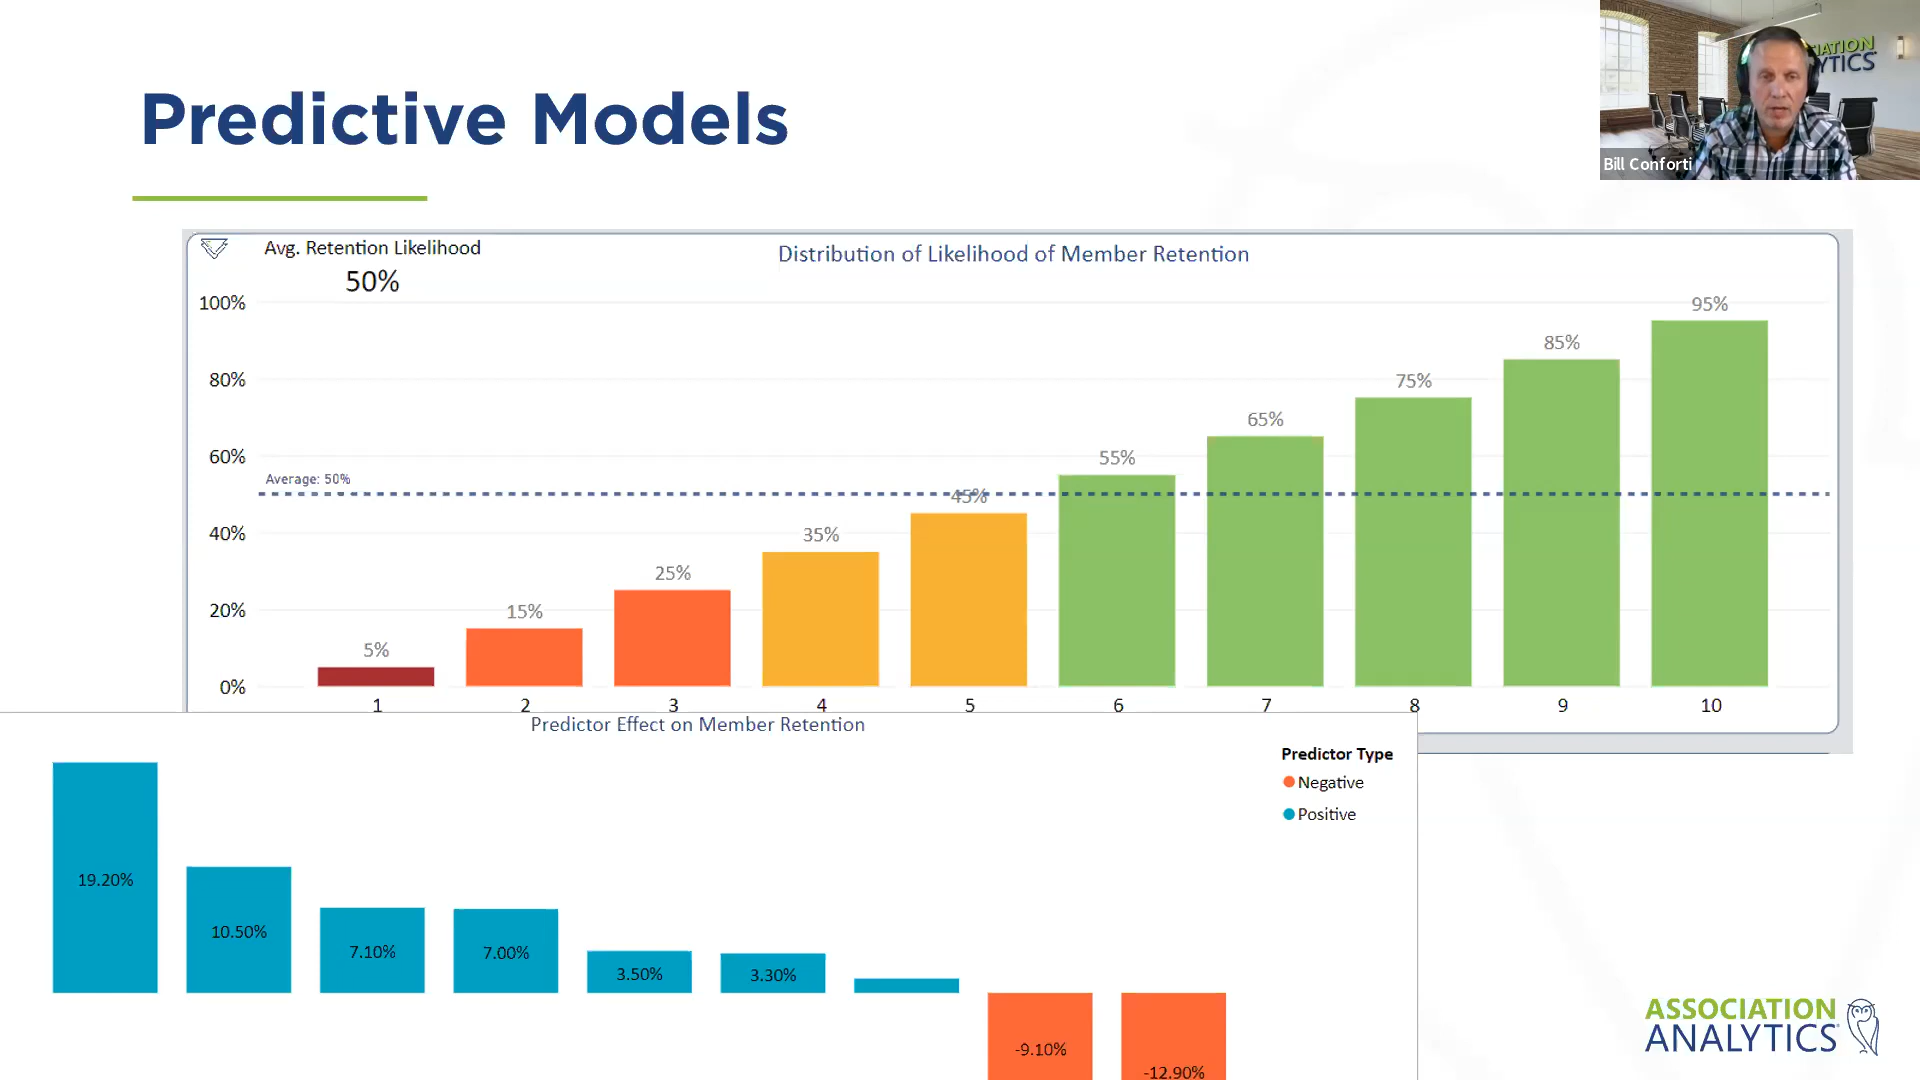 Predictive Models
IATION
YTICS
Bill Conforti
Avg. Retention Likelihood
50%
Distribution of Likelihood of Member Retention
100%
80%
60%
40%
20%
0%
Average: 50%
5%
15%
25%
35%
45%
55%
65%
75%
85%
95%
1 2 3 4 5 6 7 8 9 10
Predictor Effect on Member Retention
Predictor Type
Negative
Positive
19.20%
10.50%
7.10%
7.00%
3.50%
3.30%
-9.10%
-12.90%
ASSOCIATION
ANALYTICS